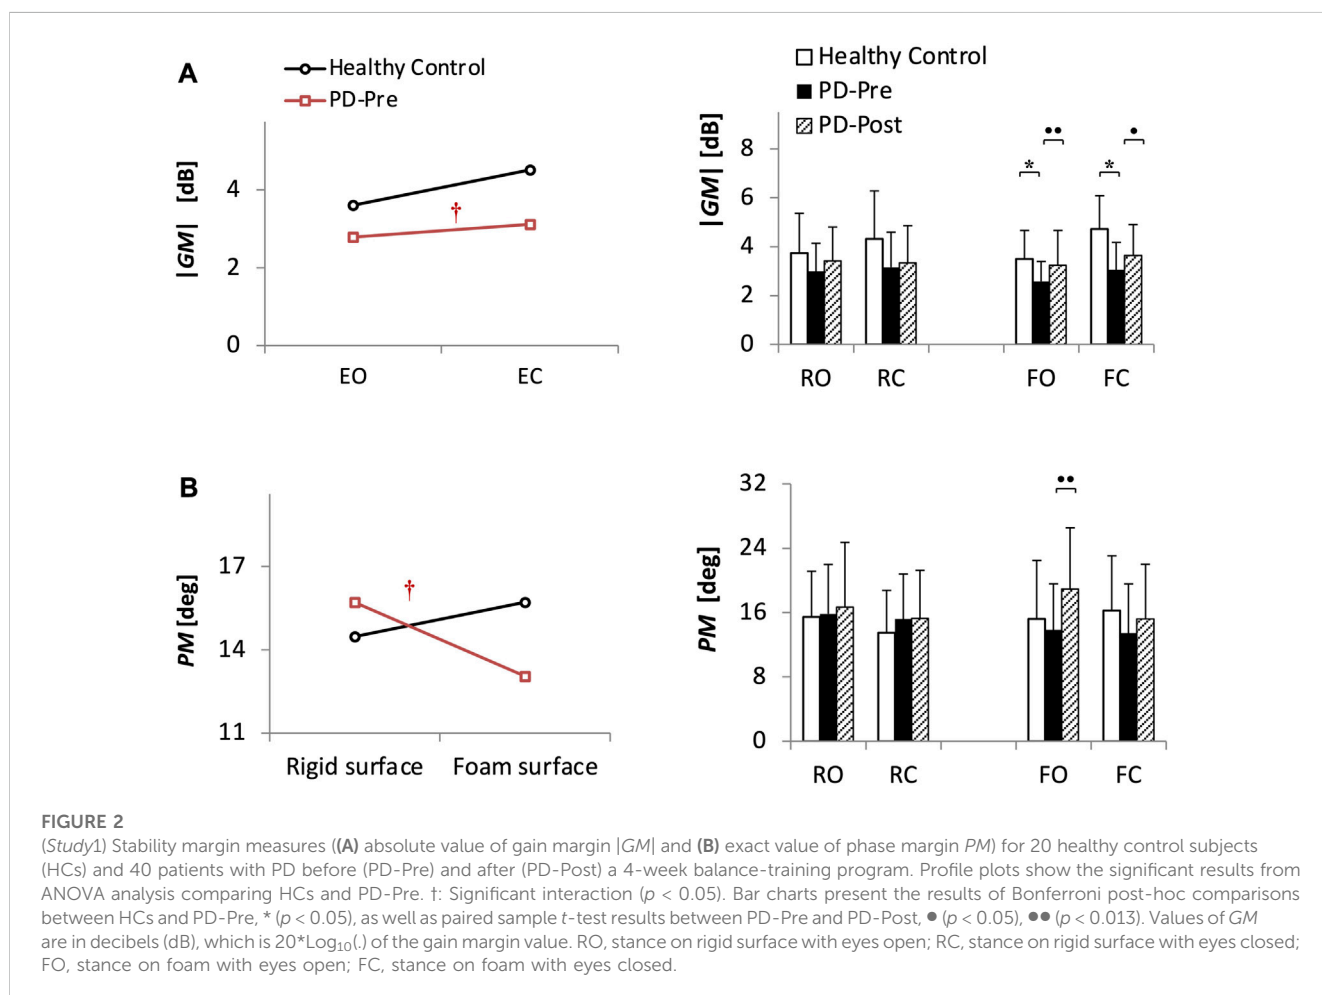 A
Healthy Control
PD-Pre
|GM| [dB]
4
2
0
EO EC
Healthy Control
PD-Pre
PD-Post
|GM| [dB]
8
6
4
2
0
* •• * •
RO RC FO FC
†
B
PM [deg]
17
14
11
†
Rigid surface Foam surface
PM [deg]
32
24
16
8
0
••
RO RC FO FC
FIGURE 2
(Study1) Stability margin measures ((A) absolute value of gain margin |GM| and (B) exact value of phase margin PM) for 20 healthy control subjects
(HCs) and 40 patients with PD before (PD-Pre) and after (PD-Post) a 4-week balance-training program. Profile plots show the significant results from
ANOVA analysis comparing HCs and PD-Pre. †: Significant interaction (p < 0.05). Bar charts present the results of Bonferroni post-hoc comparisons
between HCs and PD-Pre, * (p < 0.05), as well as paired sample t-test results between PD-Pre and PD-Post, ● (p < 0.05), ●● (p < 0.013). Values of GM
are in decibels (dB), which is 20*Log₁₀(.) of the gain margin value. RO, stance on rigid surface with eyes open; RC, stance on rigid surface with eyes closed;
FO, stance on foam with eyes open; FC, stance on foam with eyes closed.